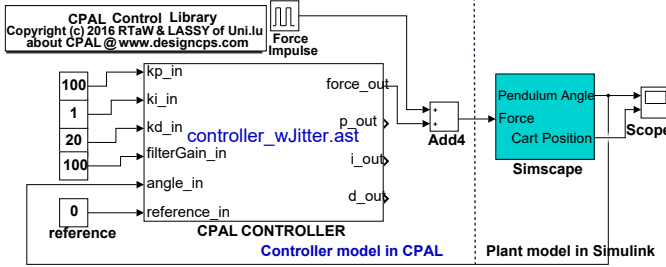 CPAL Control Library
Copyright (c) 2016 RTaW & LASSY of Uni.lu
about CPAL @ www.designcps.com
Force
Impulse
100
kp_in
1
ki_in
20
kd_in
100
filterGain_in
angle_in
0
reference_in
reference
controller_wJitter.ast
force_out
p_out
i_out
d_out
CPAL CONTROLLER
+
+
Add4
Pendulum Angle
Force
Cart Position
Simscape
Scope
Controller model in CPAL
Plant model in Simulink